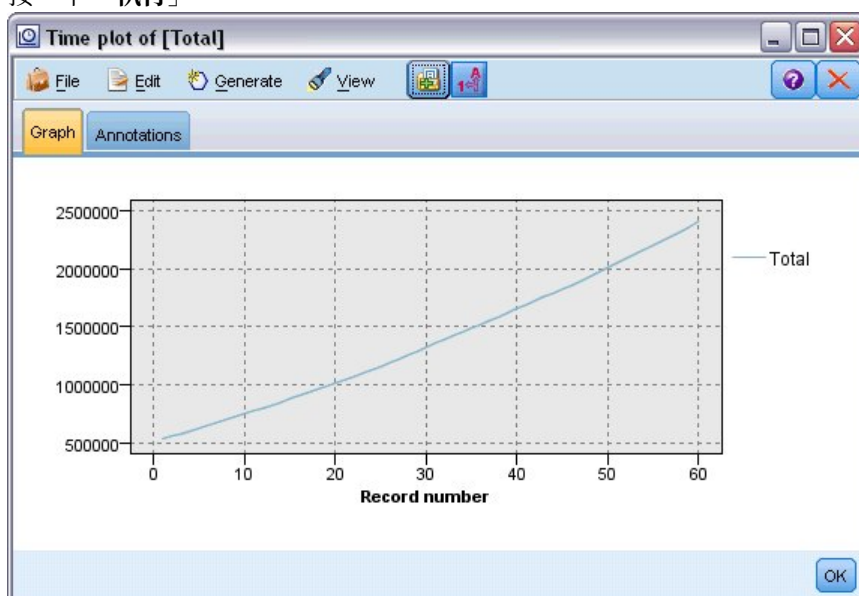 Time plot of [Total]
File Edit Generate View
Graph Annotations
2500000
2000000
1500000
1000000
500000
Total
0 10 20 30 40 50 60
Record number
OK